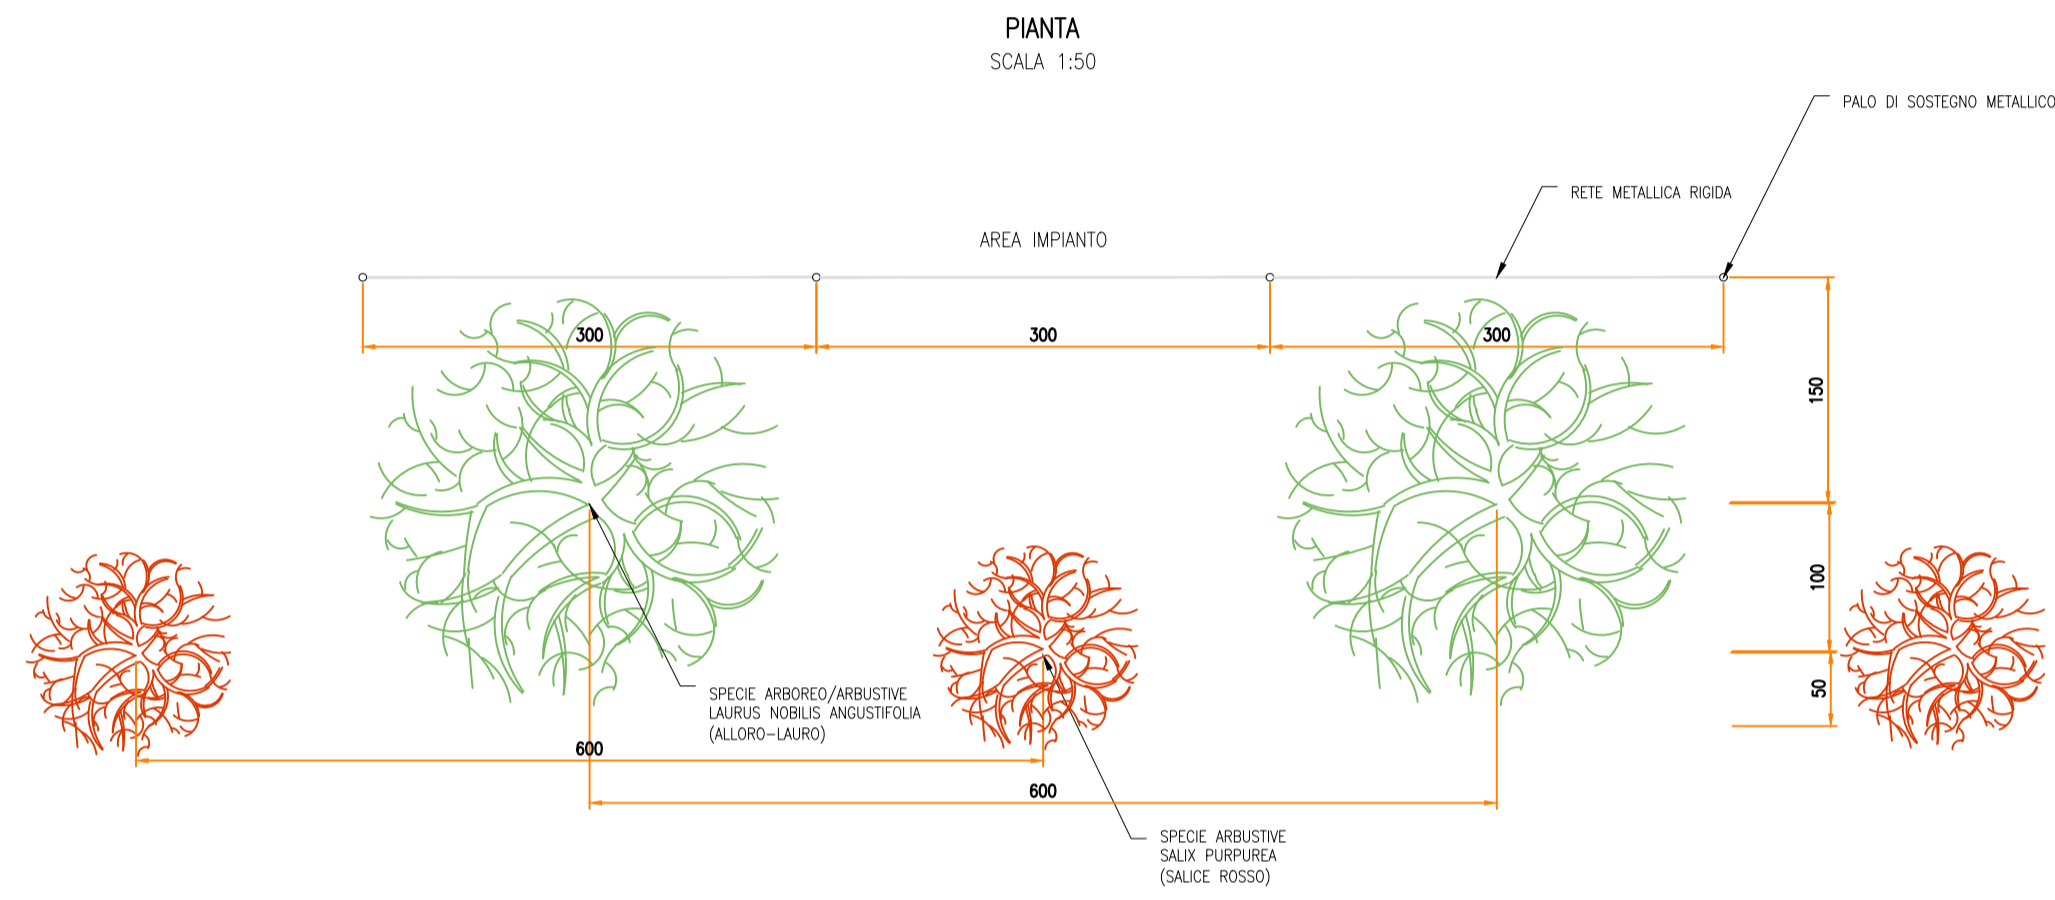 PIANTA
SCALA 1:50
PALO DI SOSTEGNO METALLICO
RETE METALLICA RIGIDA
AREA IMPIANTO
300
300
300
150
100
50
SPECIE ARBOREO/ARBUSTIVE
LAURUS NOBILIS ANGUSTIFOLIA
(ALLORO-LAURO)
600
600
SPECIE ARBUSTIVE
SALIX PURPUREA
(SALICE ROSSO)